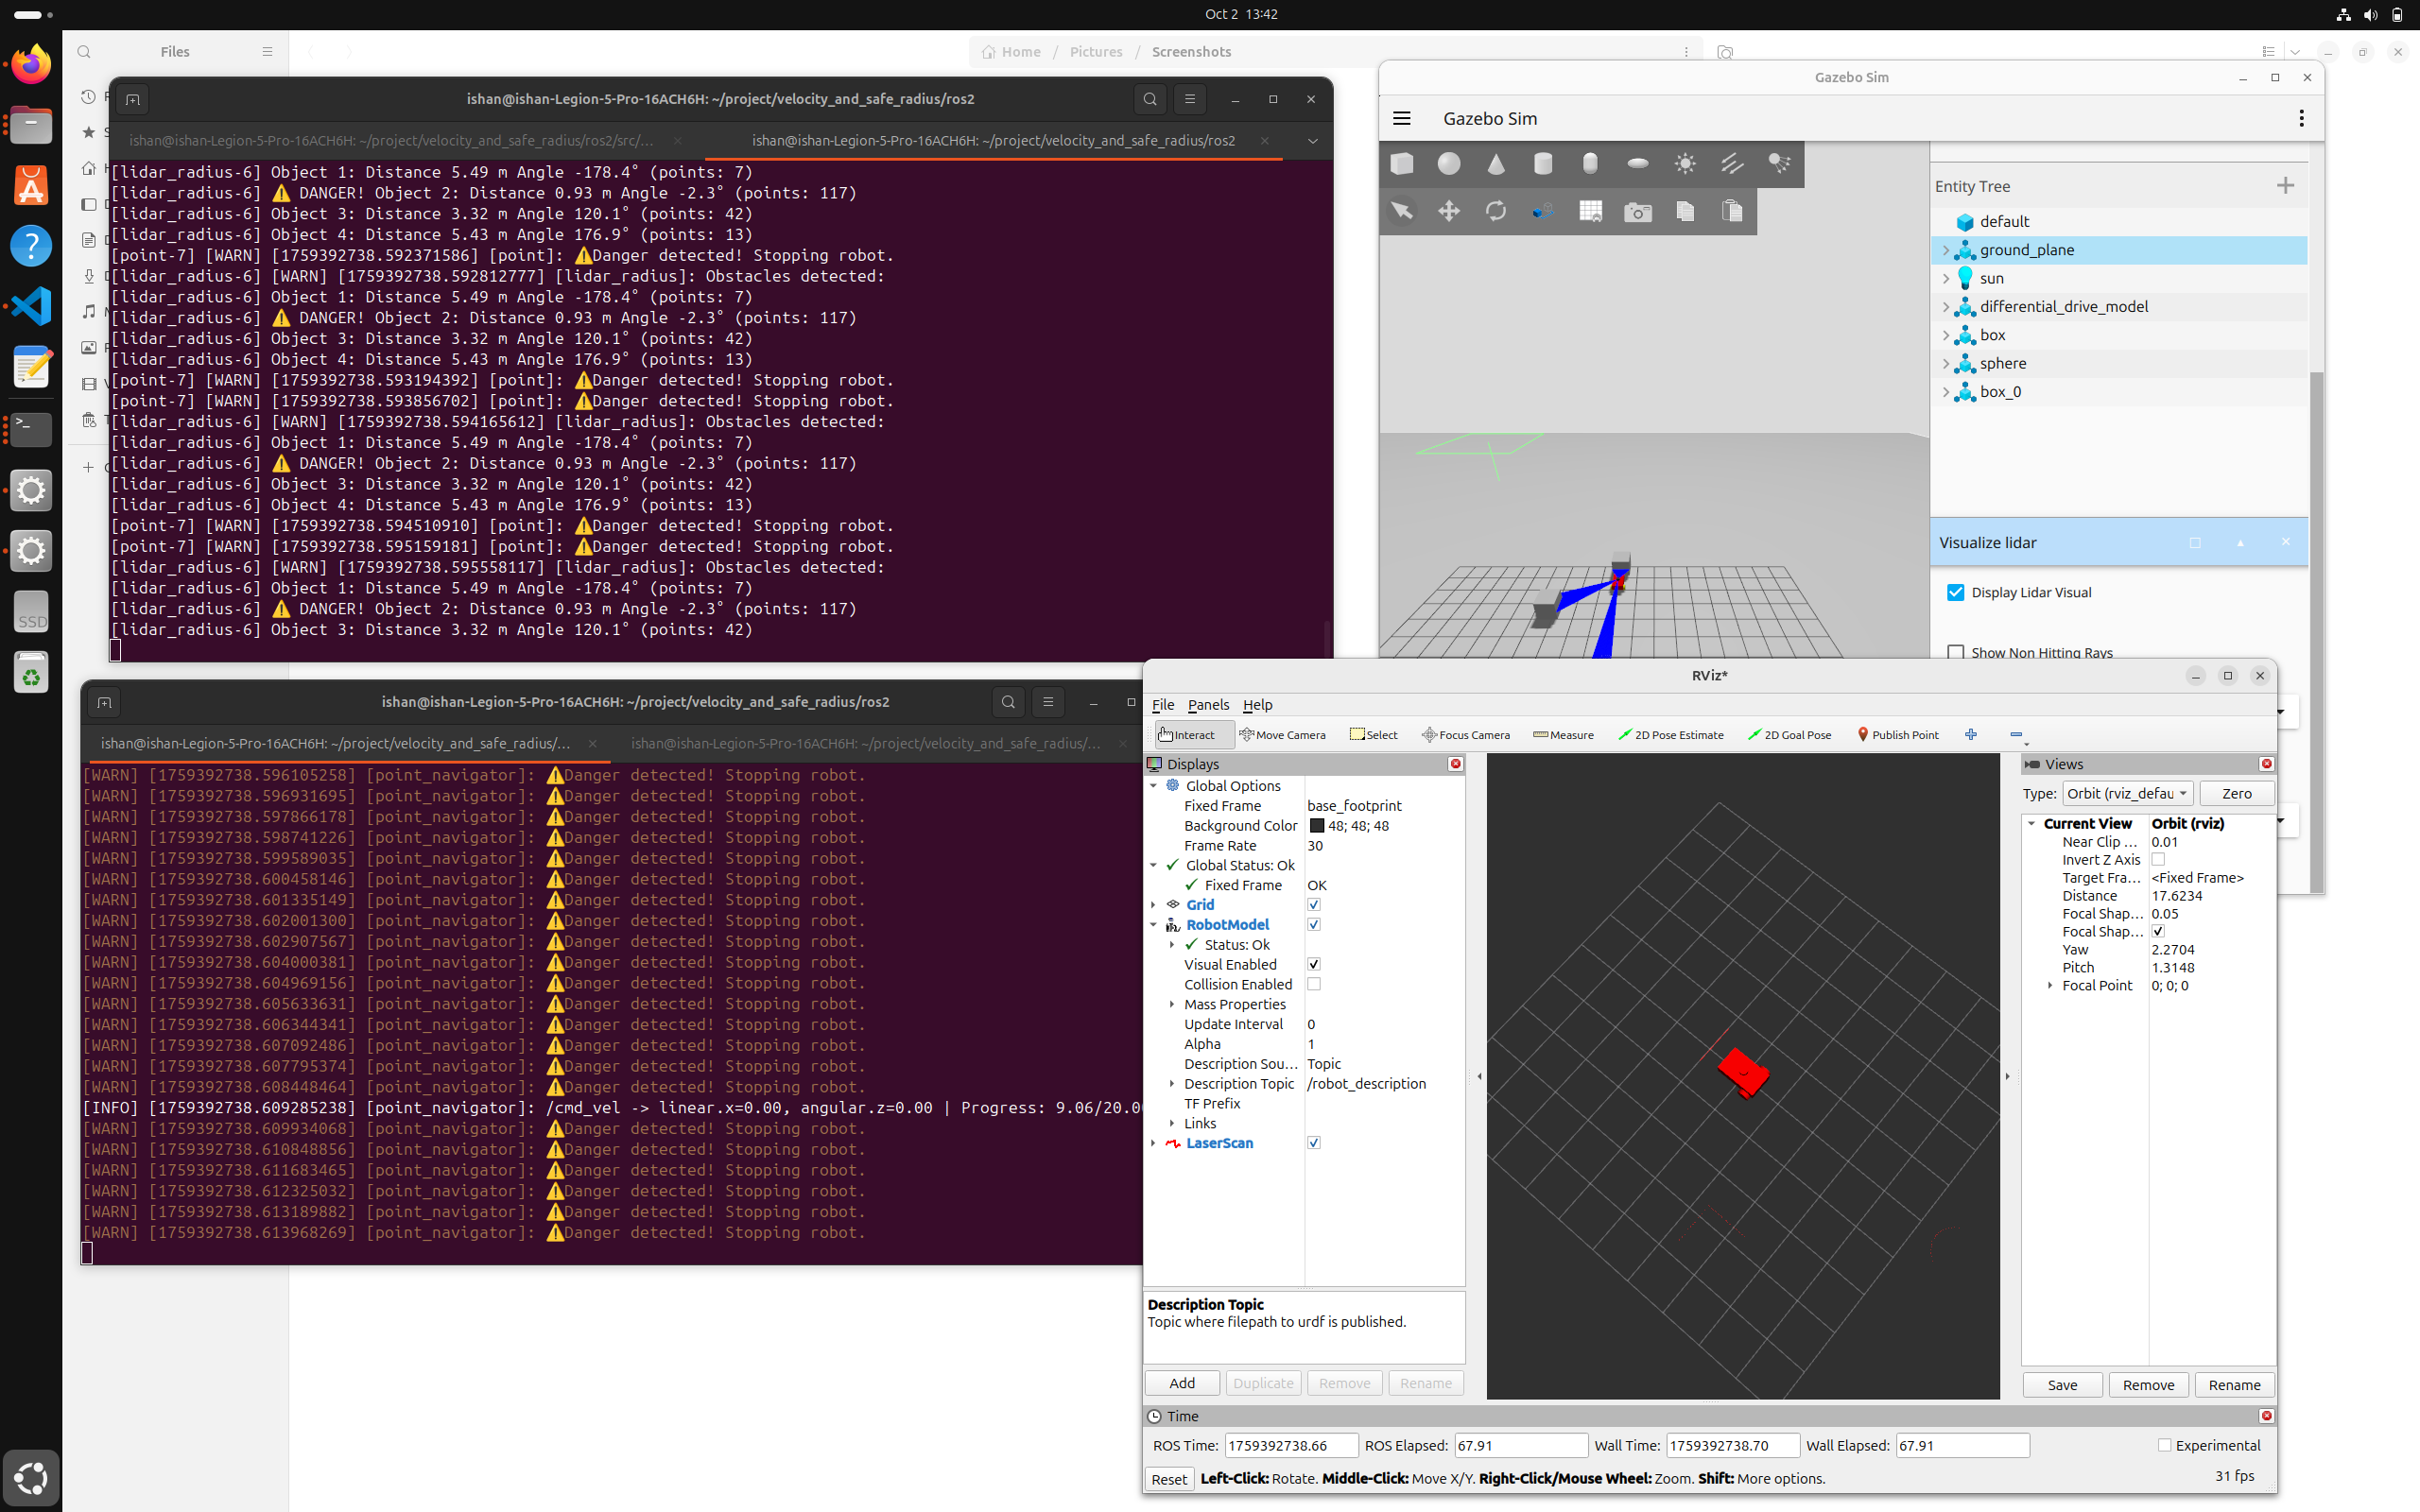 Oct 2 13:42
Files
Home / Pictures / Screenshots
ishan@ishan-Legion-5-Pro-16ACH6H: ~/project/velocity_and_safe_radius/ros2
ishan@ishan-Legion-5-Pro-16ACH6H: ~/project/velocity_and_safe_radius/ros2/src/...
ishan@ishan-Legion-5-Pro-16ACH6H: ~/project/velocity_and_safe_radius/ros2
[lidar_radius-6] Object 1: Distance 5.49 m Angle -178.4° (points: 7)
[lidar_radius-6] ⚠️ DANGER! Object 2: Distance 0.93 m Angle -2.3° (points: 117)
[lidar_radius-6] Object 3: Distance 3.32 m Angle 120.1° (points: 42)
[lidar_radius-6] Object 4: Distance 5.43 m Angle 176.9° (points: 13)
[point-7] [WARN] [1759392738.592371586] [point]: ⚠️Danger detected! Stopping robot.
[lidar_radius-6] [WARN] [1759392738.592812777] [lidar_radius]: Obstacles detected:
[lidar_radius-6] Object 1: Distance 5.49 m Angle -178.4° (points: 7)
[lidar_radius-6] ⚠️ DANGER! Object 2: Distance 0.93 m Angle -2.3° (points: 117)
[lidar_radius-6] Object 3: Distance 3.32 m Angle 120.1° (points: 42)
[lidar_radius-6] Object 4: Distance 5.43 m Angle 176.9° (points: 13)
[point-7] [WARN] [1759392738.593194392] [point]: ⚠️Danger detected! Stopping robot.
[point-7] [WARN] [1759392738.593856702] [point]: ⚠️Danger detected! Stopping robot.
[lidar_radius-6] [WARN] [1759392738.594165612] [lidar_radius]: Obstacles detected:
[lidar_radius-6] Object 1: Distance 5.49 m Angle -178.4° (points: 7)
[lidar_radius-6] ⚠️ DANGER! Object 2: Distance 0.93 m Angle -2.3° (points: 117)
[lidar_radius-6] Object 3: Distance 3.32 m Angle 120.1° (points: 42)
[lidar_radius-6] Object 4: Distance 5.43 m Angle 176.9° (points: 13)
[point-7] [WARN] [1759392738.594510910] [point]: ⚠️Danger detected! Stopping robot.
[point-7] [WARN] [1759392738.595159181] [point]: ⚠️Danger detected! Stopping robot.
[lidar_radius-6] [WARN] [1759392738.595558117] [lidar_radius]: Obstacles detected:
[lidar_radius-6] Object 1: Distance 5.49 m Angle -178.4° (points: 7)
[lidar_radius-6] ⚠️ DANGER! Object 2: Distance 0.93 m Angle -2.3° (points: 117)
[lidar_radius-6] Object 3: Distance 3.32 m Angle 120.1° (points: 42)
SSD
ishan@ishan-Legion-5-Pro-16ACH6H: ~/project/velocity_and_safe_radius/ros2
ishan@ishan-Legion-5-Pro-16ACH6H: ~/project/velocity_and_safe_radius/...
ishan@ishan-Legion-5-Pro-16ACH6H: ~/project/velocity_and_safe_radius/...
[WARN] [1759392738.596105258] [point_navigator]: ⚠️Danger detected! Stopping robot.
[WARN] [1759392738.596931695] [point_navigator]: ⚠️Danger detected! Stopping robot.
[WARN] [1759392738.597866178] [point_navigator]: ⚠️Danger detected! Stopping robot.
[WARN] [1759392738.598741226] [point_navigator]: ⚠️Danger detected! Stopping robot.
[WARN] [1759392738.599589035] [point_navigator]: ⚠️Danger detected! Stopping robot.
[WARN] [1759392738.600458146] [point_navigator]: ⚠️Danger detected! Stopping robot.
[WARN] [1759392738.601335149] [point_navigator]: ⚠️Danger detected! Stopping robot.
[WARN] [1759392738.602001300] [point_navigator]: ⚠️Danger detected! Stopping robot.
[WARN] [1759392738.602907567] [point_navigator]: ⚠️Danger detected! Stopping robot.
[WARN] [1759392738.604000381] [point_navigator]: ⚠️Danger detected! Stopping robot.
[WARN] [1759392738.604969156] [point_navigator]: ⚠️Danger detected! Stopping robot.
[WARN] [1759392738.605633631] [point_navigator]: ⚠️Danger detected! Stopping robot.
[WARN] [1759392738.606344341] [point_navigator]: ⚠️Danger detected! Stopping robot.
[WARN] [1759392738.607092486] [point_navigator]: ⚠️Danger detected! Stopping robot.
[WARN] [1759392738.607795374] [point_navigator]: ⚠️Danger detected! Stopping robot.
[WARN] [1759392738.608448464] [point_navigator]: ⚠️Danger detected! Stopping robot.
[INFO] [1759392738.609285238] [point_navigator]: /cmd_vel -> linear.x=0.00, angular.z=0.00 | Progress: 9.06/20.0
[WARN] [1759392738.609934068] [point_navigator]: ⚠️Danger detected! Stopping robot.
[WARN] [1759392738.610848856] [point_navigator]: ⚠️Danger detected! Stopping robot.
[WARN] [1759392738.611683465] [point_navigator]: ⚠️Danger detected! Stopping robot.
[WARN] [1759392738.612325032] [point_navigator]: ⚠️Danger detected! Stopping robot.
[WARN] [1759392738.613189882] [point_navigator]: ⚠️Danger detected! Stopping robot.
[WARN] [1759392738.613968269] [point_navigator]: ⚠️Danger detected! Stopping robot.
Gazebo Sim
Gazebo Sim
Entity Tree
default
ground_plane
sun
differential_drive_model
box
sphere
box_0
Visualize lidar
Display Lidar Visual
Show Non Hitting Rays
RViz*
File Panels Help
Interact Move Camera Select Focus Camera Measure 2D Pose Estimate 2D Goal Pose Publish Point
Displays
Global Options
Fixed Frame base_footprint
Background Color 48; 48; 48
Frame Rate 30
Global Status: Ok
Fixed Frame OK
Grid
RobotModel
Status: Ok
Visual Enabled
Collision Enabled
Mass Properties
Update Interval 0
Alpha 1
Description Sou... Topic
Description Topic /robot_description
TF Prefix
Links
LaserScan
Description Topic
Topic where filepath to urdf is published.
Add Duplicate Remove Rename
Views
Type: Orbit (rviz_defau Zero
Current View Orbit (rviz)
Near Clip ... 0.01
Invert Z Axis
Target Fra... <Fixed Frame>
Distance 17.6234
Focal Shap... 0.05
Focal Shap...
Yaw 2.2704
Pitch 1.3148
Focal Point 0; 0; 0
Save Remove Rename
Time
ROS Time: 1759392738.66 ROS Elapsed: 67.91 Wall Time: 1759392738.70 Wall Elapsed: 67.91 Experimental
Reset Left-Click: Rotate. Middle-Click: Move X/Y. Right-Click/Mouse Wheel: Zoom. Shift: More options. 31 fps